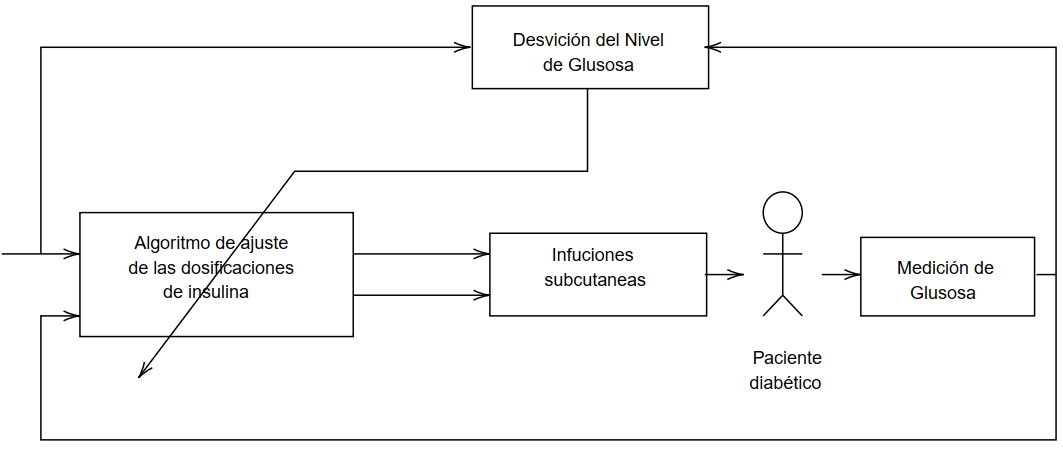 Desvición del Nivel
de Glusosa
Algoritmo de ajuste
de las dosificaciones
de insulina
Infuciones
subcutaneas
Medición de
Glusosa
Paciente
diabético